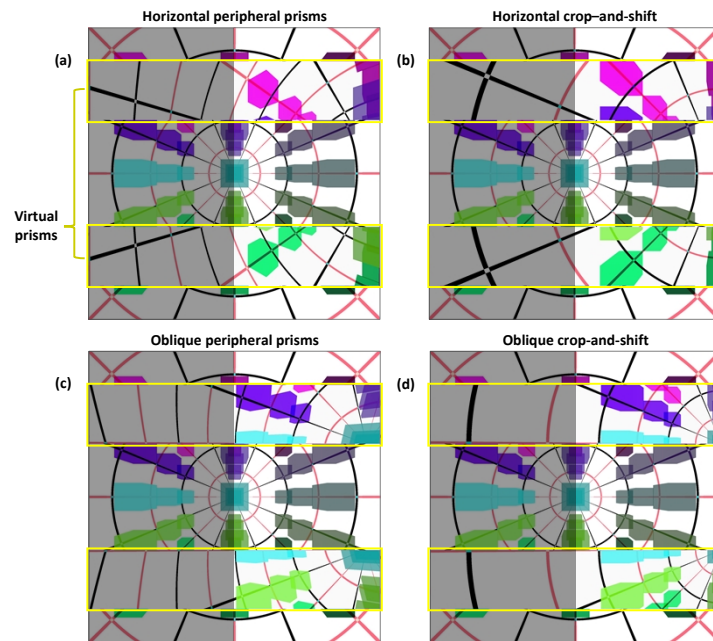 Horizontal peripheral prisms
Horizontal crop–and-shift
(a)
(b)
Virtual
prisms
Oblique peripheral prisms
Oblique crop-and-shift
(c)
(d)